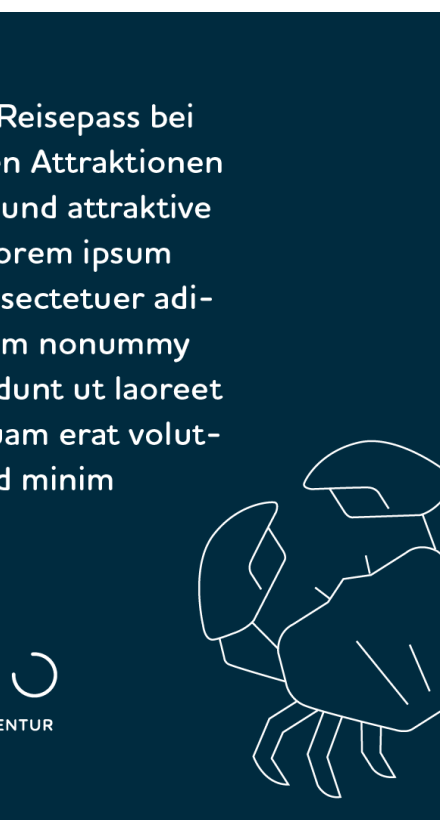 Reisepass bei
en Attraktionen
und attraktive
orem ipsum
sectetuer adi-
m nonummy
dunt ut laoreet
uam erat volut-
d minim
ENTUR